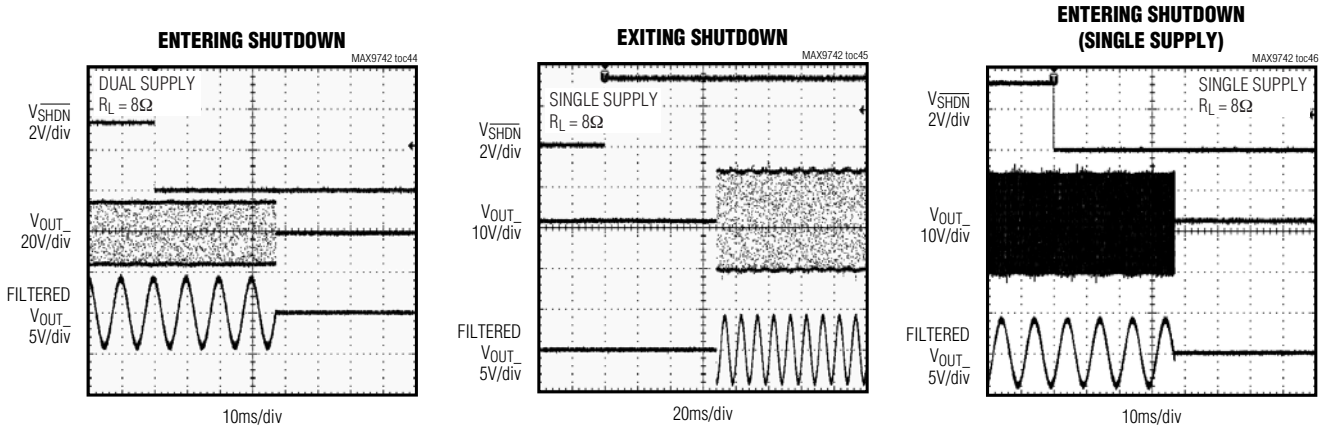 ENTERING SHUTDOWN
MAX9742 toc44
DUAL SUPPLY
RL = 8Ω
VSHDN
2V/div
VOUT_
20V/div
FILTERED
VOUT_
5V/div
10ms/div
EXITING SHUTDOWN
MAX9742 toc45
SINGLE SUPPLY
RL = 8Ω
VSHDN
2V/div
VOUT_
10V/div
FILTERED
VOUT_
5V/div
20ms/div
ENTERING SHUTDOWN
(SINGLE SUPPLY)
MAX9742 toc46
SINGLE SUPPLY
RL = 8Ω
VSHDN
2V/div
VOUT_
10V/div
FILTERED
VOUT_
5V/div
10ms/div